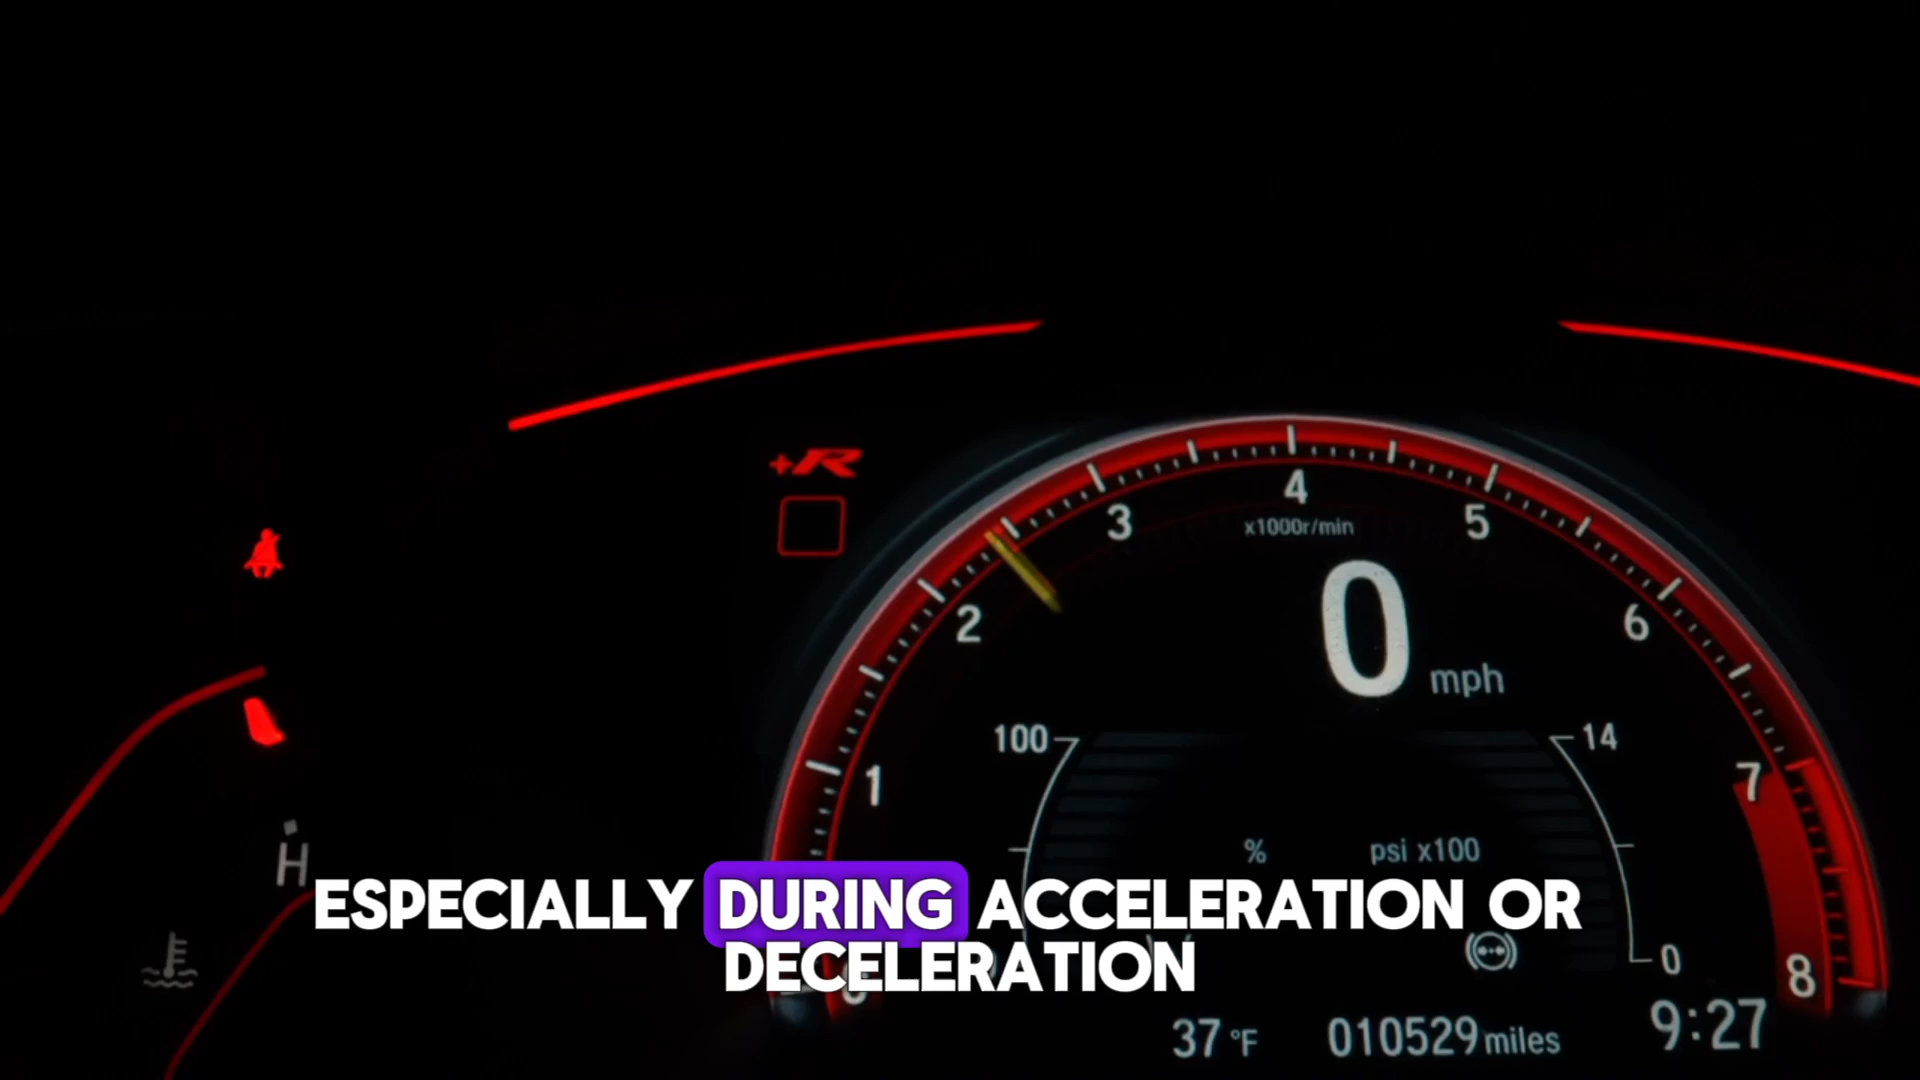 +R
4
3
5
x1000r/min
0 mph
2
6
100
14
1
7
% psi x100
H
ESPECIALLY DURING ACCELERATION OR
DECELERATION
0
8
37 °F 010529 miles 9:27